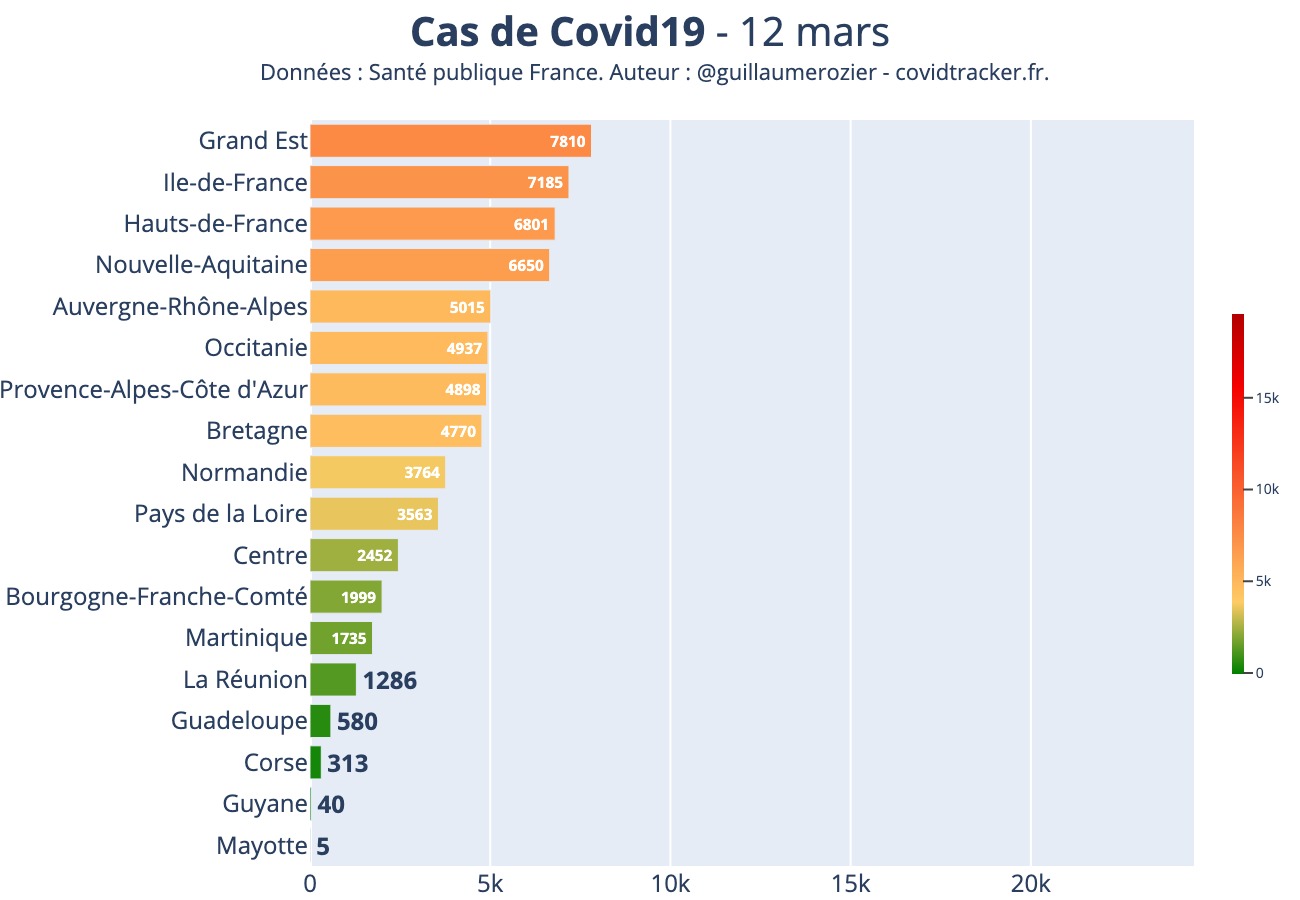 Cas de Covid19 - 12 mars
Données : Santé publique France. Auteur : @guillaumerozier - covidtracker.fr.
Grand Est 7810
Ile-de-France 7185
Hauts-de-France 6801
Nouvelle-Aquitaine 6650
Auvergne-Rhône-Alpes 5015
Occitanie 4937
Provence-Alpes-Côte d'Azur 4898
Bretagne 4770
Normandie 3764
Pays de la Loire 3563
Centre 2452
Bourgogne-Franche-Comté 1999
Martinique 1735
La Réunion 1286
Guadeloupe 580
Corse 313
Guyane 40
Mayotte 5
0 5k 10k 15k 20k
15k
10k
5k
0